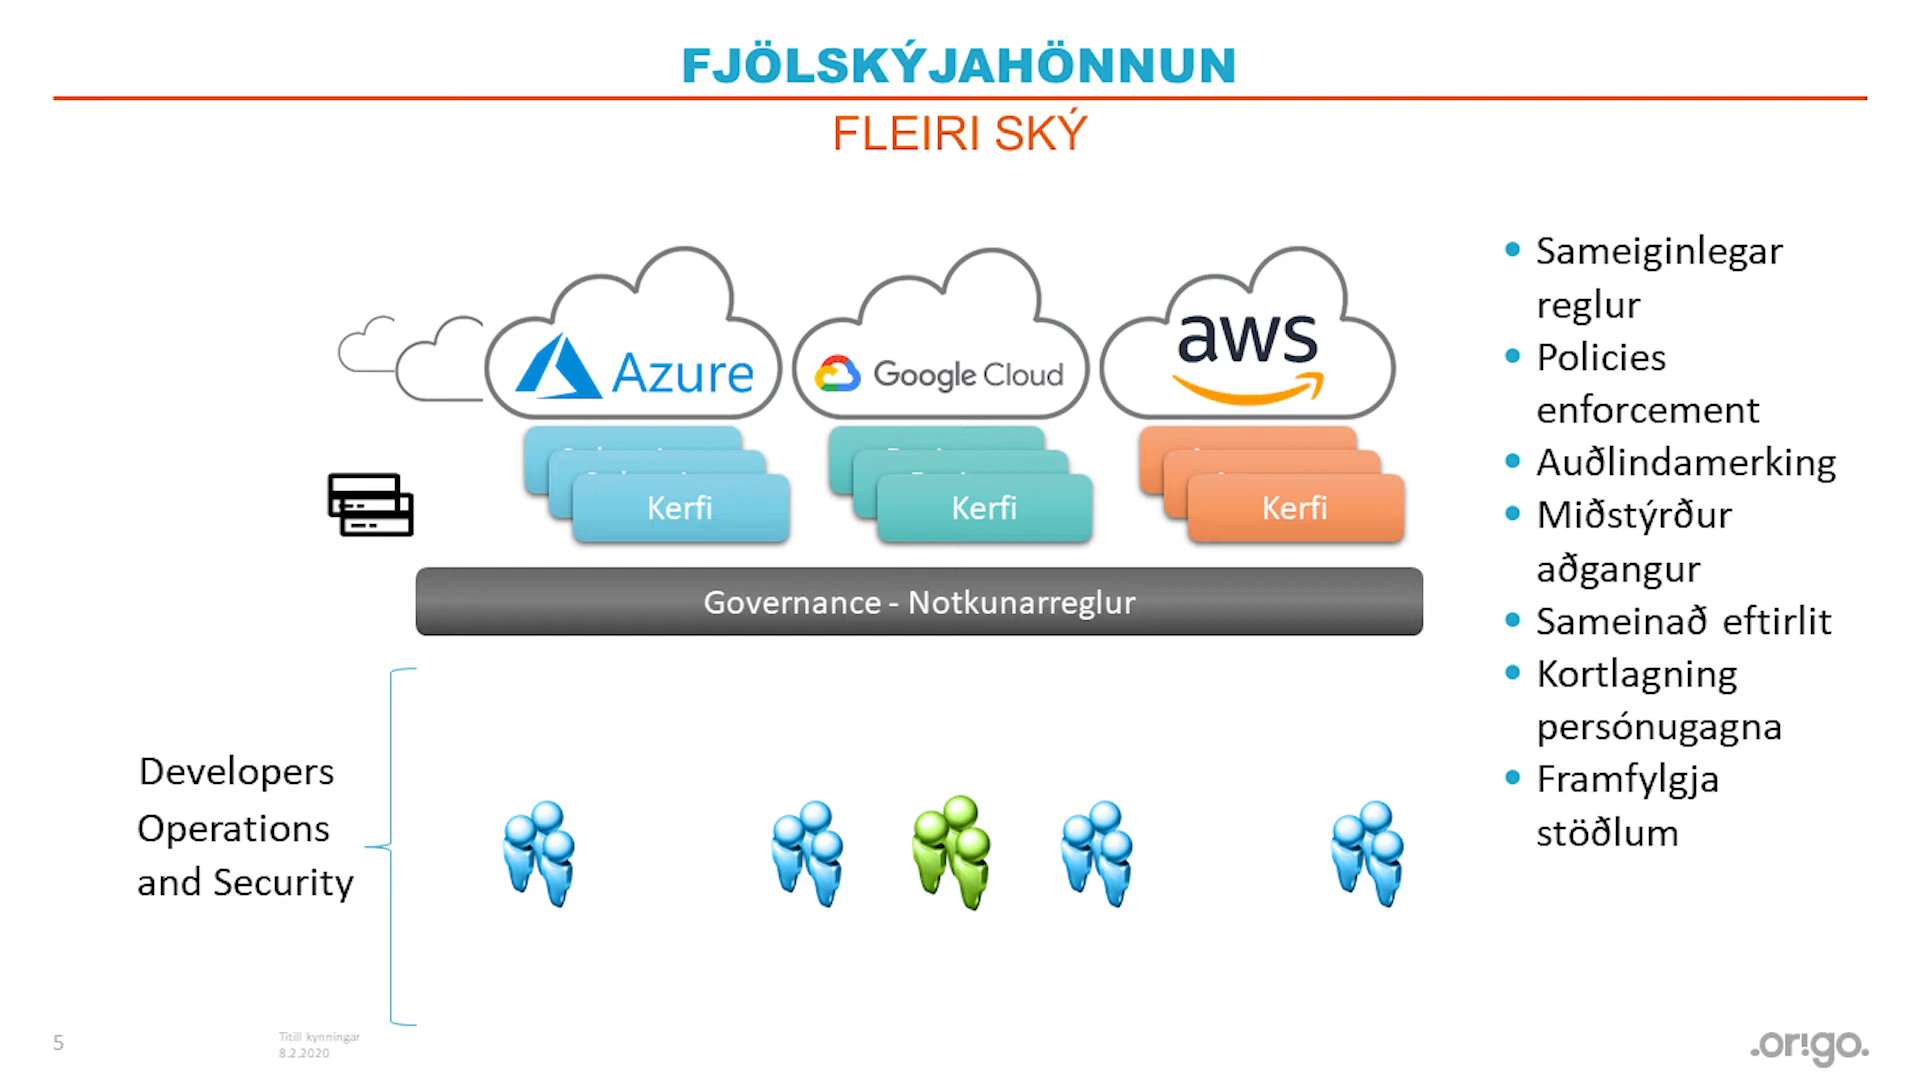 FJÖLSKÝJAHÖNNUN
FLEIRI SKÝ
Azure
Google Cloud
aws
Kerfi
Kerfi
Kerfi
Governance - Notkunarreglur
Developers
Operations
and Security
• Sameiginlegar
reglur
• Policies
enforcement
• Auðlindamerking
• Miðstýrður
aðgangur
• Sameinað eftirlit
• Kortlagning
persónugagna
• Framfylgja
stöðlum
5
Titill kynningar
8.2.2020
.or!go.